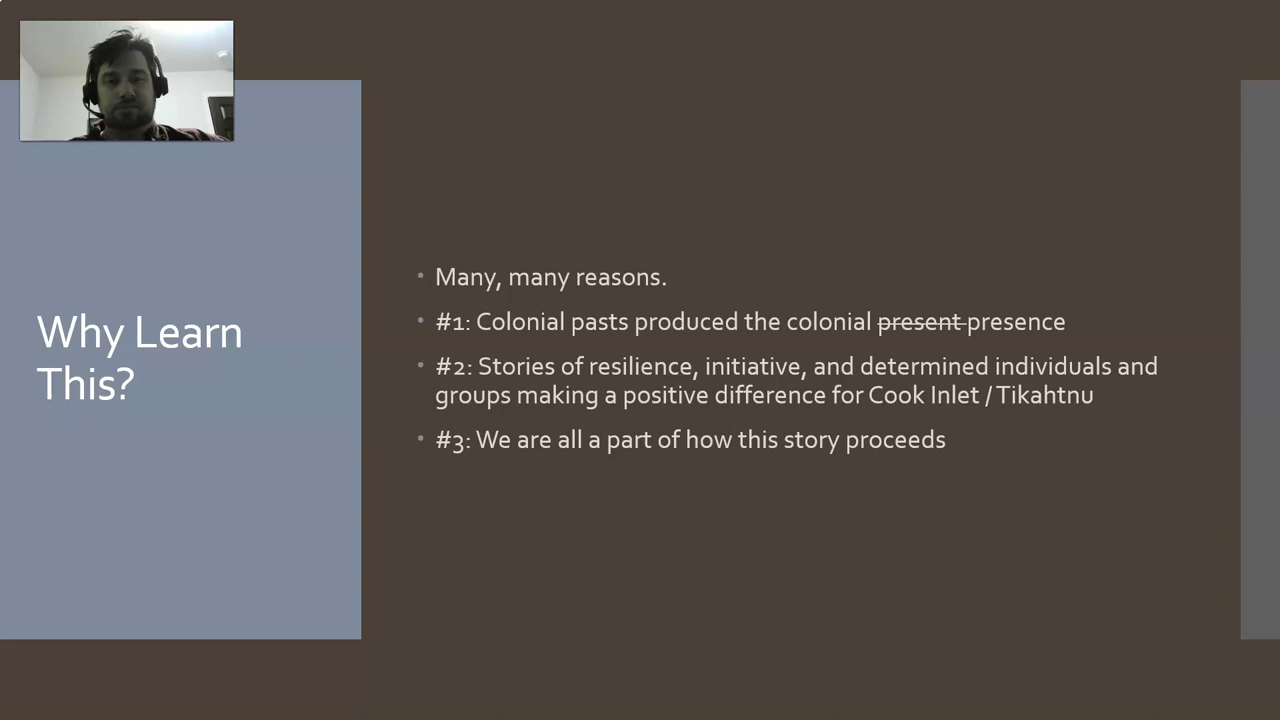 Why Learn
This?
• Many, many reasons.
• #1: Colonial pasts produced the colonial present presence
• #2: Stories of resilience, initiative, and determined individuals and
groups making a positive difference for Cook Inlet / Tikahtnu
• #3: We are all a part of how this story proceeds